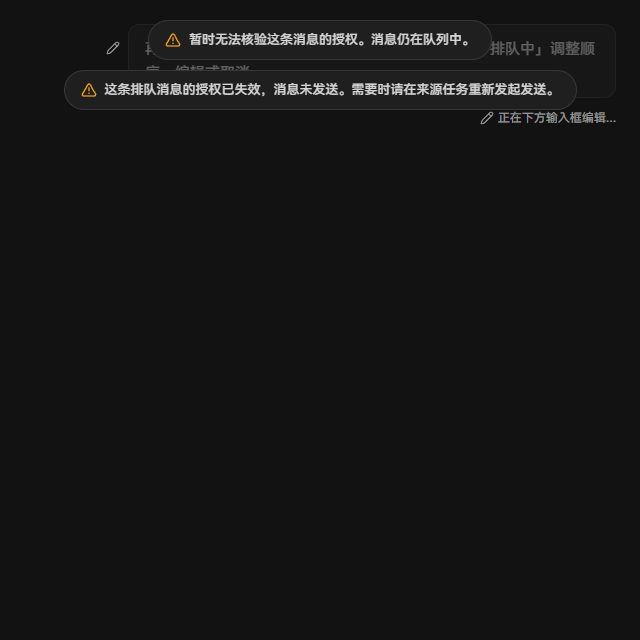 暂时无法核验这条消息的授权。消息仍在队列中。
排队中」调整顺
这条排队消息的授权已失效，消息未发送。需要时请在来源任务重新发起发送。
正在下方输入框编辑...